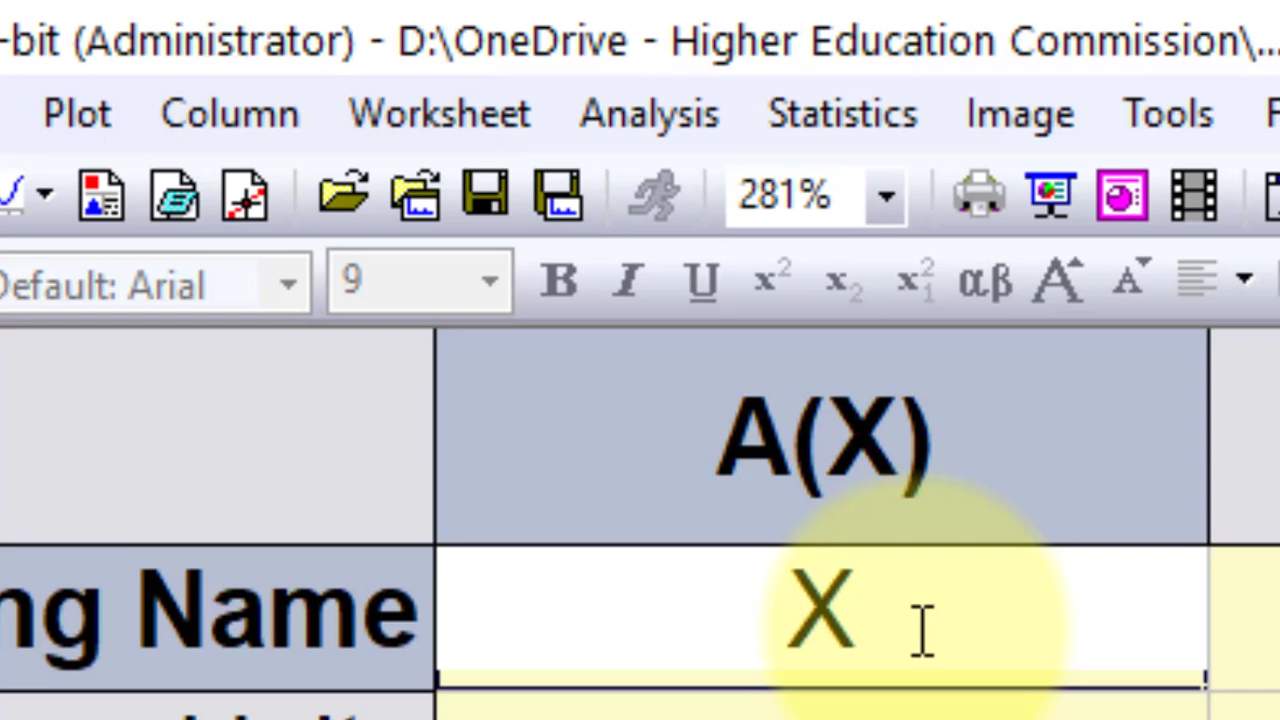 -bit (Administrator) - D:\OneDrive - Higher Education Commission\...
Plot Column Worksheet Analysis Statistics Image Tools
281%
Default: Arial 9 B I U x² x₂ x²₁ αβ A A
A(X)
ng Name X